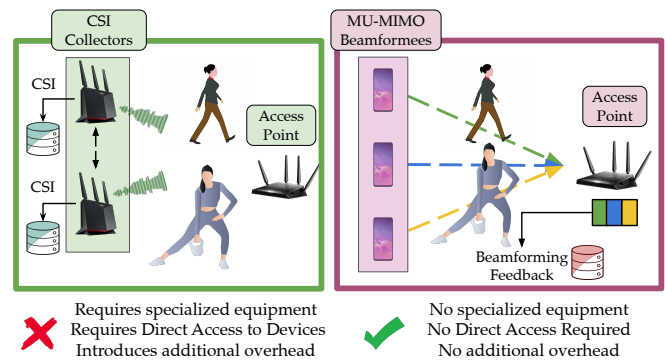 CSI
Collectors
CSI
CSI
Access
Point
MU-MIMO
Beamformees
Access
Point
Beamforming
Feedback
Requires specialized equipment
Requires Direct Access to Devices
Introduces additional overhead
No specialized equipment
No Direct Access Required
No additional overhead